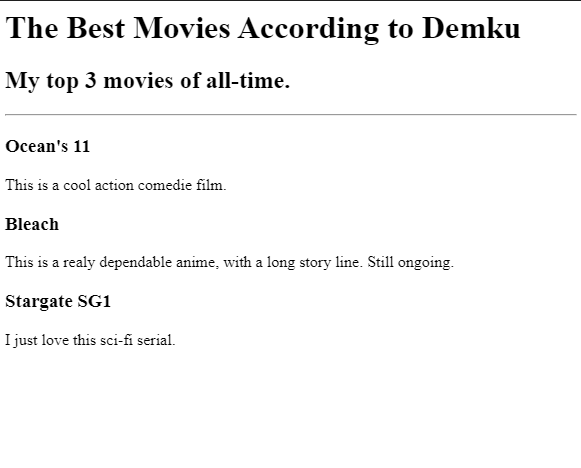 The Best Movies According to Demku
My top 3 movies of all-time.
Ocean's 11
This is a cool action comedie film.
Bleach
This is a realy dependable anime, with a long story line. Still ongoing.
Stargate SG1
I just love this sci-fi serial.